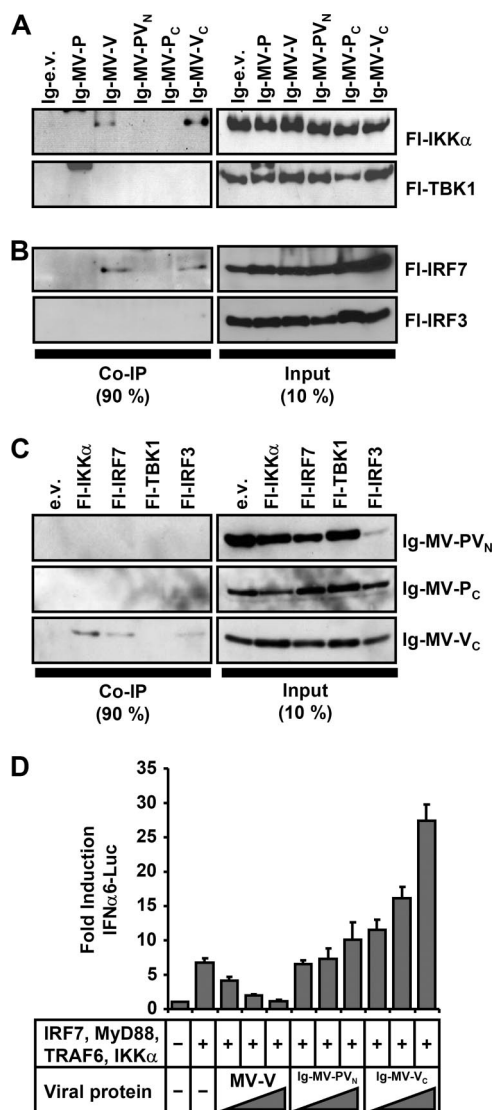 A
Ig-e.v.
Ig-MV-P
Ig-MV-V
Ig-MV-PVN
Ig-MV-PC
Ig-MV-VC
Ig-e.v.
Ig-MV-P
Ig-MV-V
Ig-MV-PVN
Ig-MV-PC
Ig-MV-VC
Fl-IKKα
Fl-TBK1
B
Fl-IRF7
Fl-IRF3
Co-IP
(90 %)
Input
(10 %)
C
e.v.
Fl-IKKα
Fl-IRF7
Fl-TBK1
Fl-IRF3
e.v.
Fl-IKKα
Fl-IRF7
Fl-TBK1
Fl-IRF3
Ig-MV-PVN
Ig-MV-PC
Ig-MV-VC
Co-IP
(90 %)
Input
(10 %)
D
Fold Induction
IFNα6-Luc
35
30
25
20
15
10
5
0
IRF7, MyD88,
TRAF6, IKKα
– + + + + + + + + + +
Viral protein
– – MV-V Ig-MV-PVN Ig-MV-VC